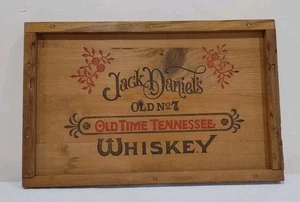 Jack Daniel's
OLD No 7
OLD TIME TENNESSEE
WHISKEY